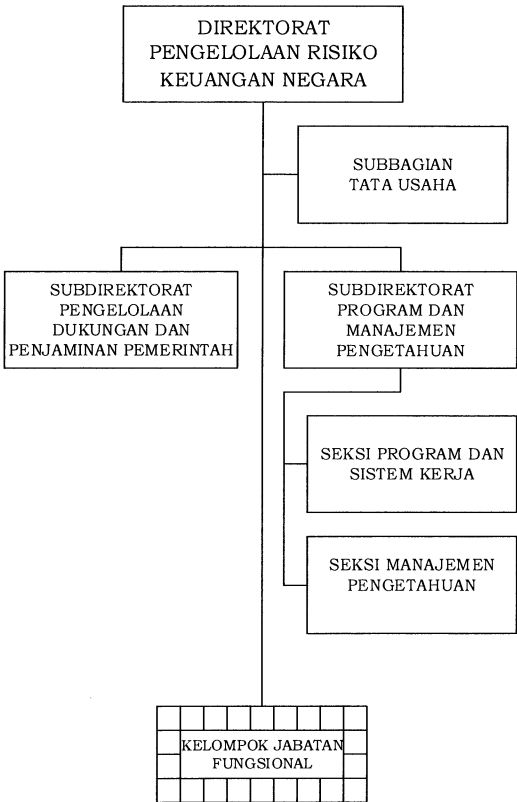 DIREKTORAT
PENGELOLAAN RISIKO
KEUANGAN NEGARA
SUBBAGIAN
TATA USAHA
SUBDIREKTORAT
PENGELOLAAN
DUKUNGAN DAN
PENJAMINAN PEMERINTAH
SUBDIREKTORAT
PROGRAM DAN
MANAJEMEN
PENGETAHUAN
SEKSI PROGRAM DAN
SISTEM KERJA
SEKSI MANAJEMEN
PENGETAHUAN
KELOMPOK JABATAN
FUNGSIONAL